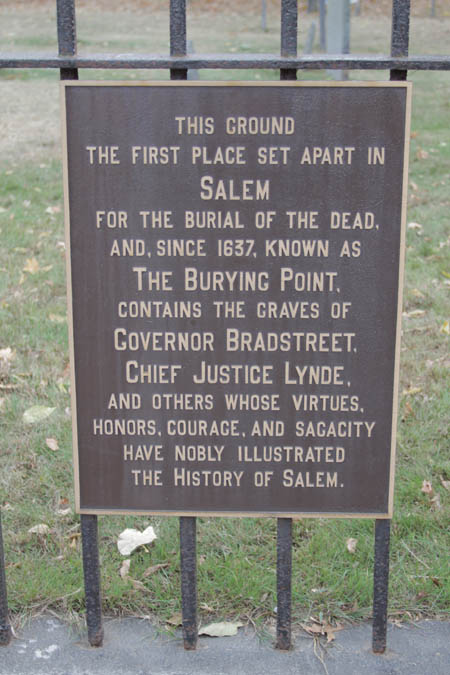 THIS GROUND
THE FIRST PLACE SET APART IN
SALEM
FOR THE BURIAL OF THE DEAD,
AND, SINCE 1637, KNOWN AS
THE BURYING POINT,
CONTAINS THE GRAVES OF
GOVERNOR BRADSTREET,
CHIEF JUSTICE LYNDE,
AND OTHERS WHOSE VIRTUES,
HONORS, COURAGE, AND SAGACITY
HAVE NOBLY ILLUSTRATED
THE HISTORY OF SALEM.